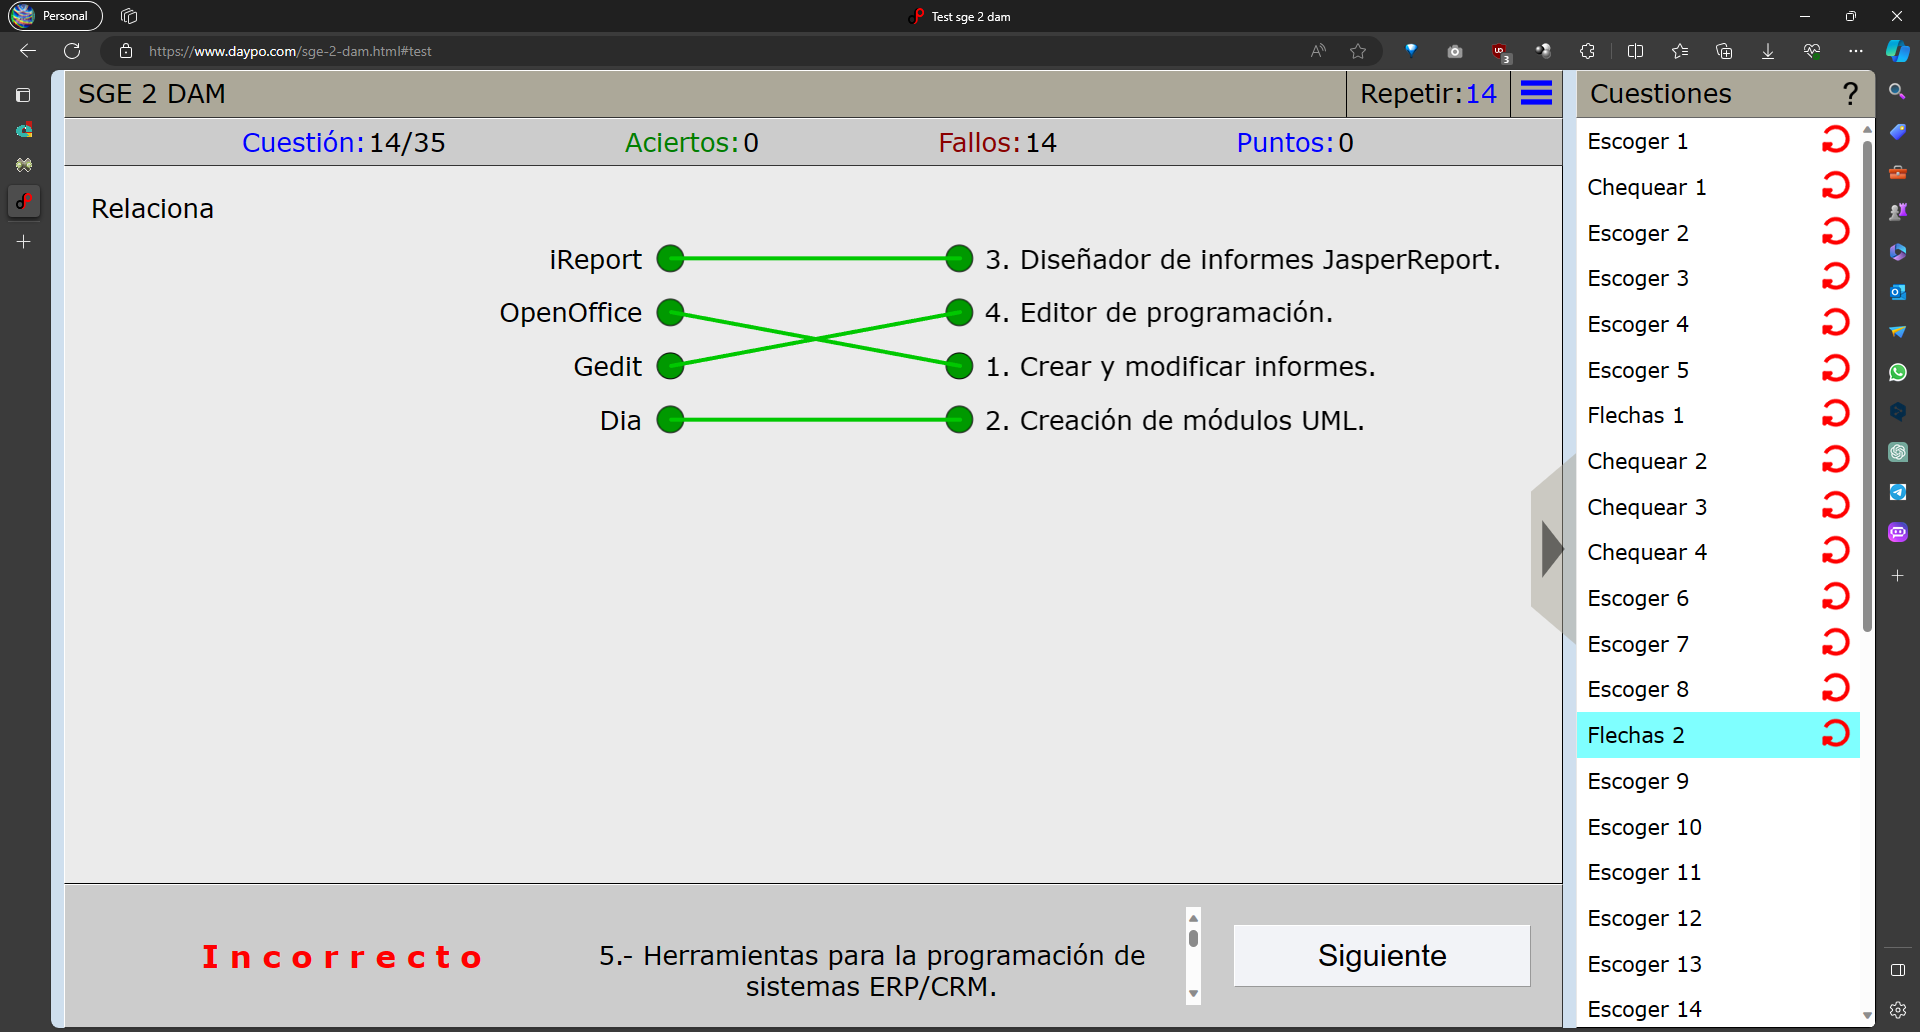 Personal
Test sge 2 dam
https://www.daypo.com/sge-2-dam.html#test
SGE 2 DAM
Repetir:14
Cuestión:14/35
Aciertos:0
Fallos:14
Puntos:0
Relaciona
iReport
3. Diseñador de informes JasperReport.
OpenOffice
4. Editor de programación.
Gedit
1. Crear y modificar informes.
Dia
2. Creación de módulos UML.
Incorrecto
5.- Herramientas para la programación de
sistemas ERP/CRM.
Siguiente
Cuestiones ?
Escoger 1
Chequear 1
Escoger 2
Escoger 3
Escoger 4
Escoger 5
Flechas 1
Chequear 2
Chequear 3
Chequear 4
Escoger 6
Escoger 7
Escoger 8
Flechas 2
Escoger 9
Escoger 10
Escoger 11
Escoger 12
Escoger 13
Escoger 14